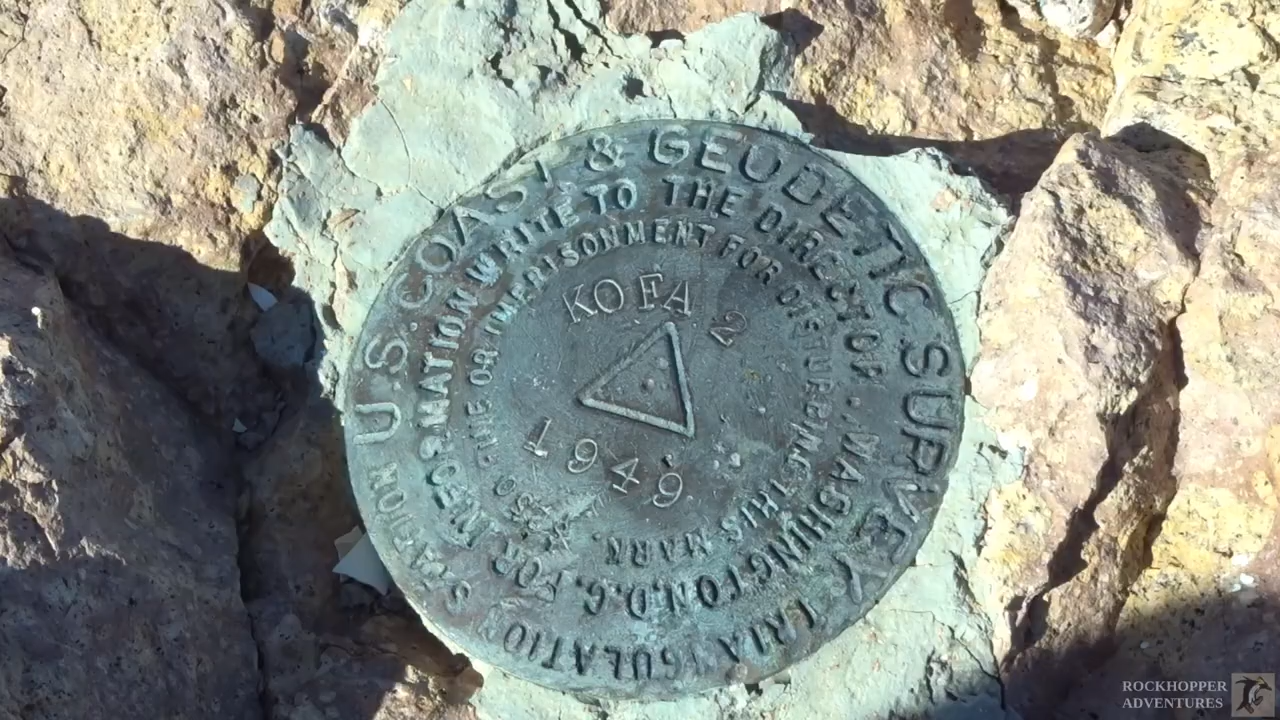 U.S. COAST & GEODETIC SURVEY
TRIANGULATION STATION
FOR INFORMATION WRITE TO THE DIRECTOR. WASHINGTON. D.C.
$250 FINE OR IMPRISONMENT FOR DISTURBING THIS MARK.
KOFA 2
1949
ROCKHOPPER
ADVENTURES